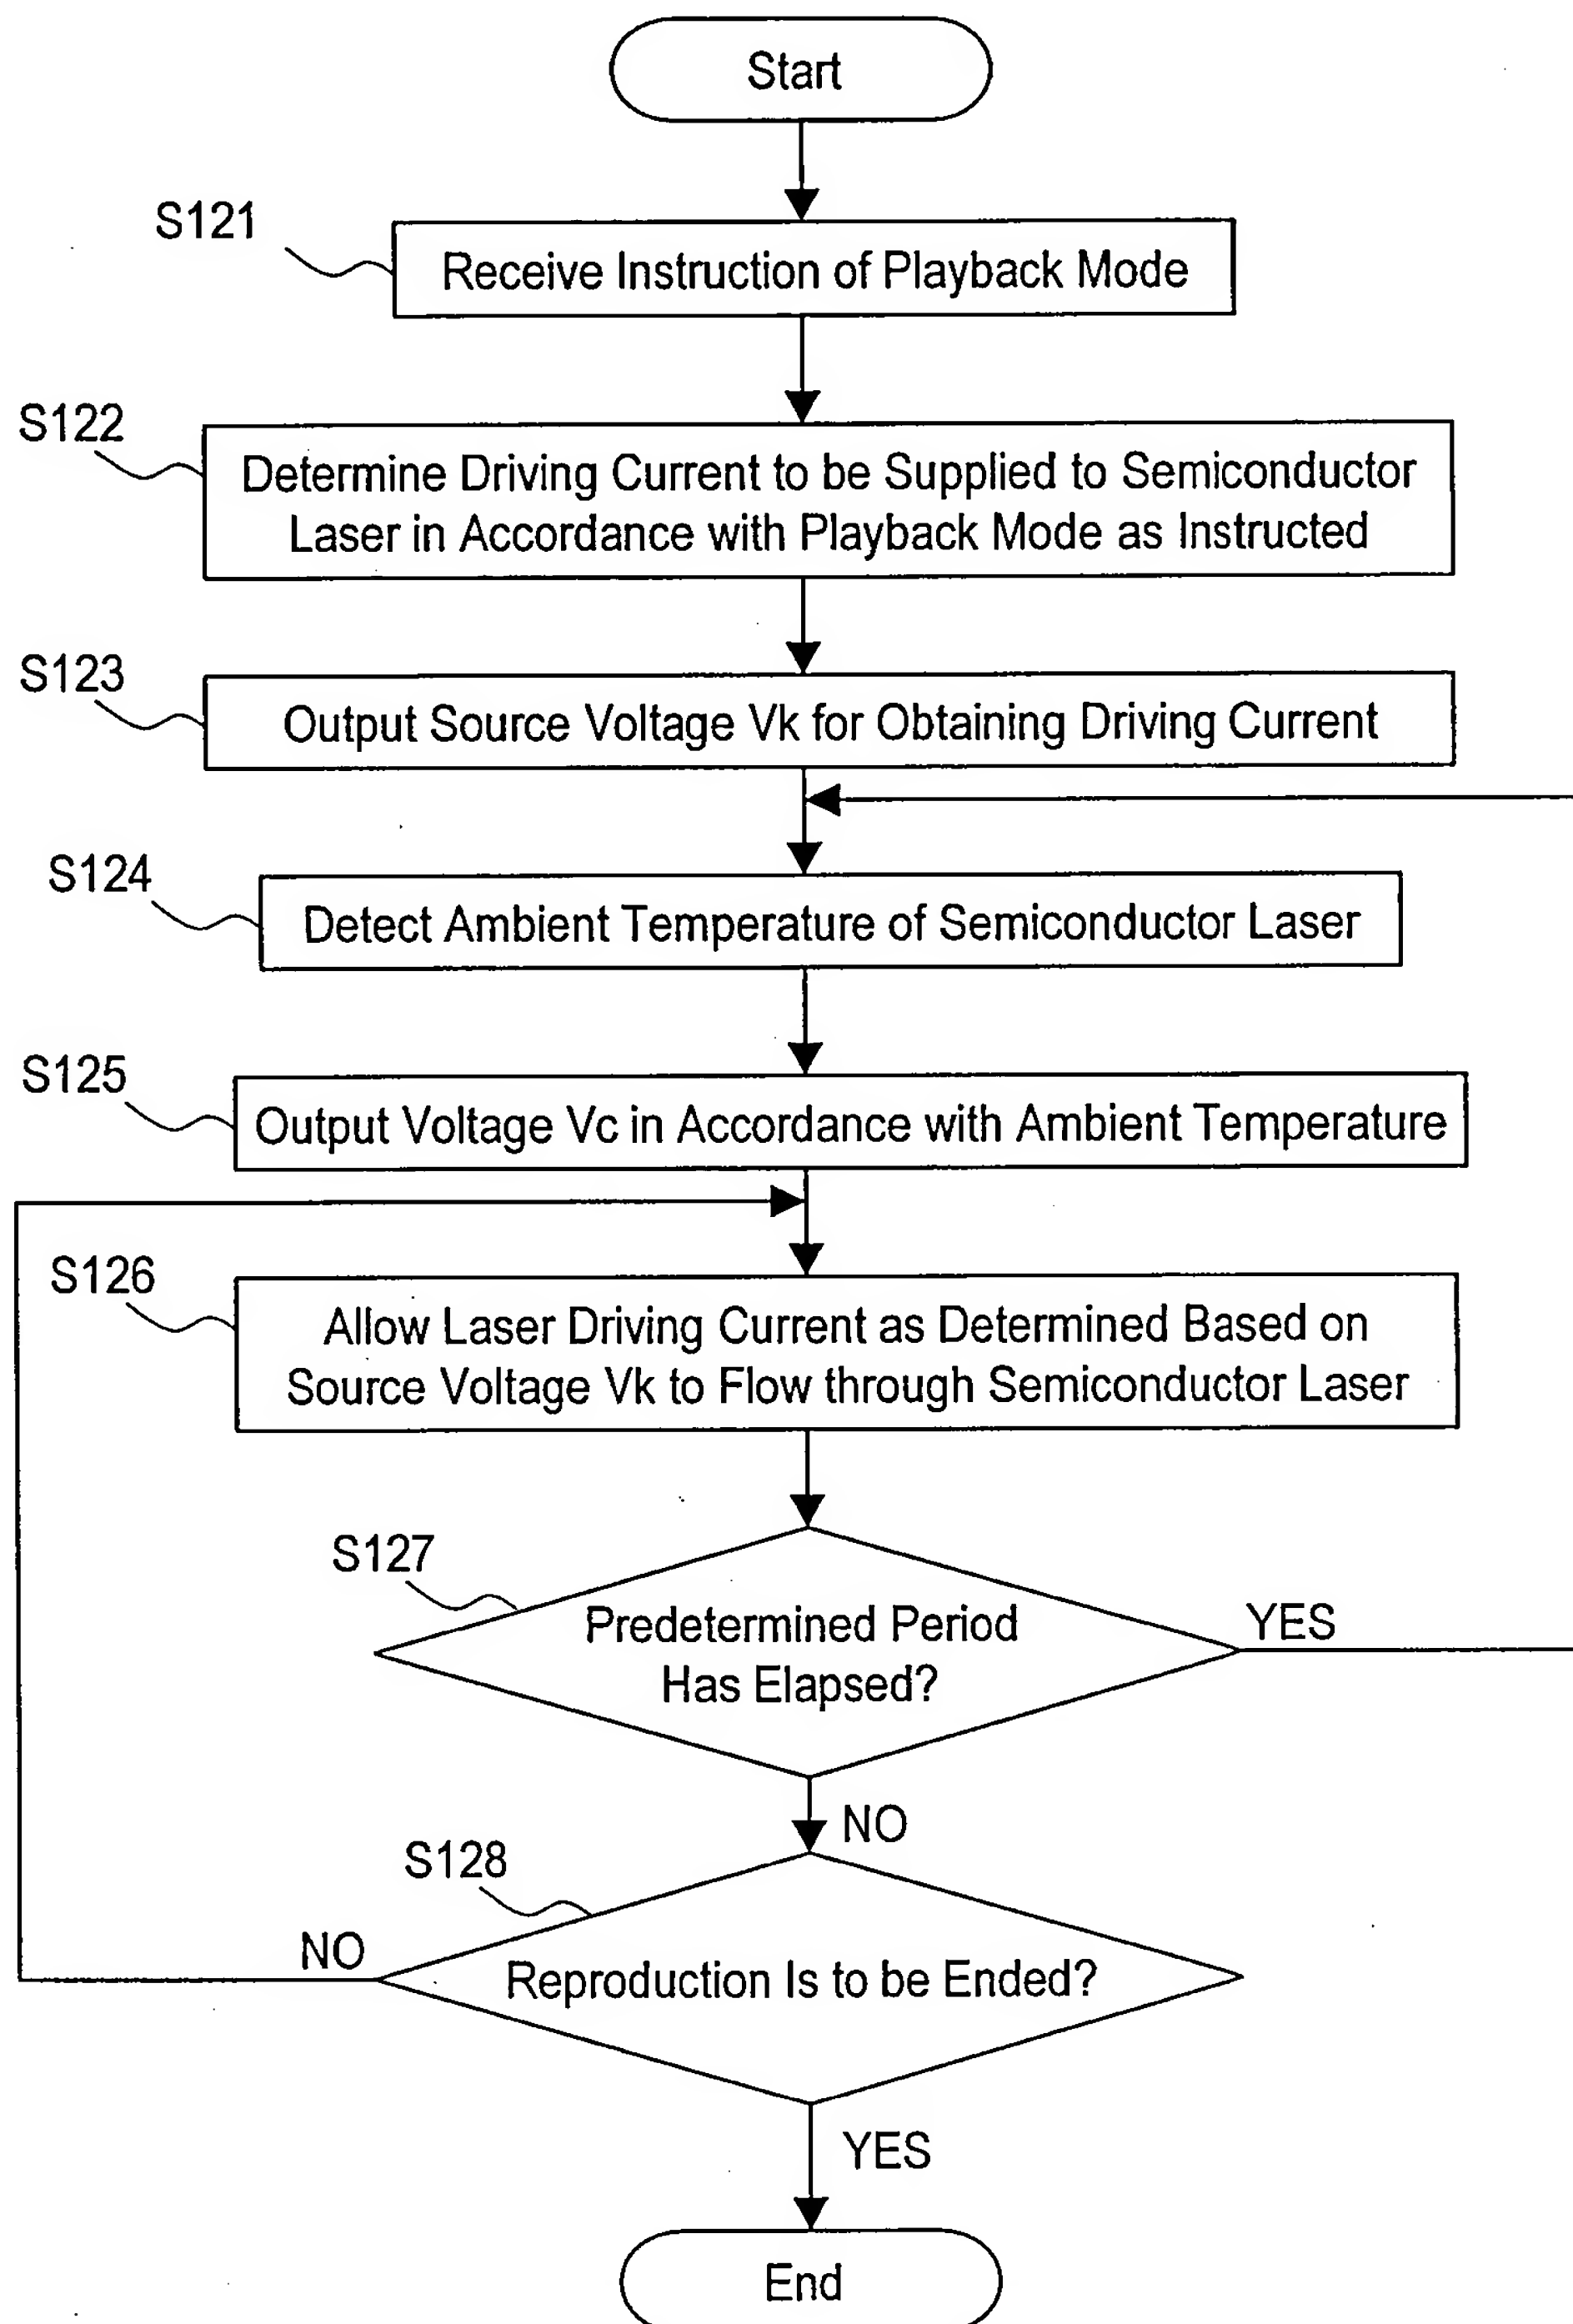 Start
S121
Receive Instruction of Playback Mode
S122
Determine Driving Current to be Supplied to Semiconductor
Laser in Accordance with Playback Mode as Instructed
S123
Output Source Voltage Vk for Obtaining Driving Current
S124
Detect Ambient Temperature of Semiconductor Laser
S125
Output Voltage Vc in Accordance with Ambient Temperature
S126
Allow Laser Driving Current as Determined Based on
Source Voltage Vk to Flow through Semiconductor Laser
S127
Predetermined Period
Has Elapsed?
YES
NO
S128
NO
Reproduction Is to be Ended?
YES
End